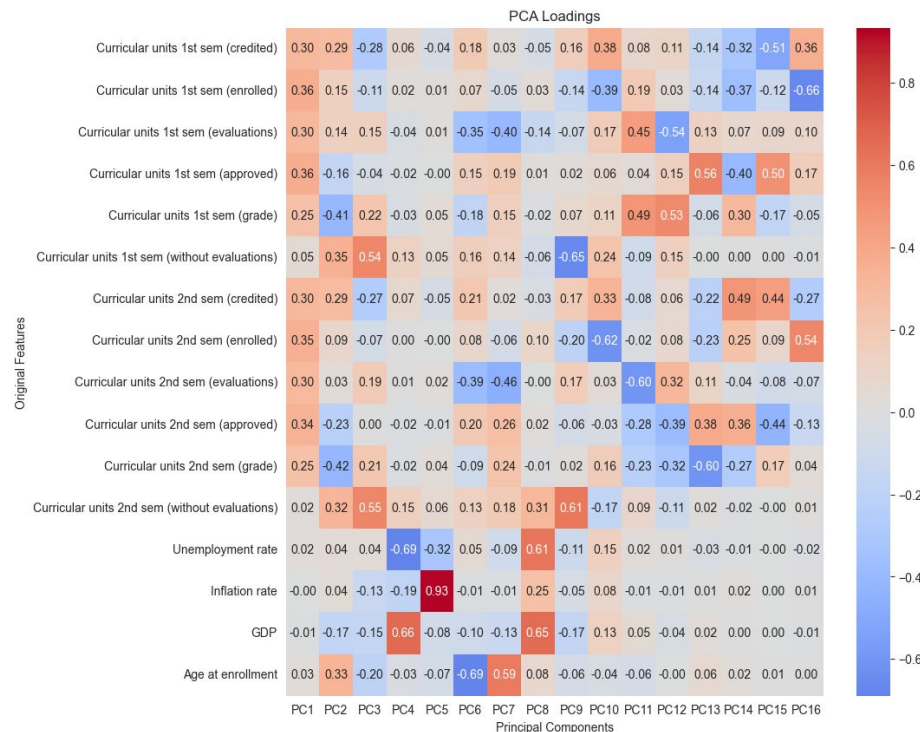 PCA Loadings
Original Features
Curricular units 1st sem (credited) 0.30 0.29 -0.28 0.06 -0.04 0.18 0.03 -0.05 0.16 0.38 0.08 0.11 -0.14 -0.32 -0.51 0.36
Curricular units 1st sem (enrolled) 0.36 0.15 -0.11 0.02 0.01 0.07 -0.05 0.03 -0.14 -0.39 0.19 0.03 -0.14 -0.37 -0.12 -0.66
Curricular units 1st sem (evaluations) 0.30 0.14 0.15 -0.04 0.01 -0.35 -0.40 -0.14 -0.07 0.17 0.45 -0.54 0.13 0.07 0.09 0.10
Curricular units 1st sem (approved) 0.36 -0.16 -0.04 -0.02 -0.00 0.15 0.19 0.01 0.02 0.06 0.04 0.15 0.56 -0.40 0.50 0.17
Curricular units 1st sem (grade) 0.25 -0.41 0.22 -0.03 0.05 -0.18 0.15 -0.02 0.07 0.11 0.49 0.53 -0.06 0.30 -0.17 -0.05
Curricular units 1st sem (without evaluations) 0.05 0.35 0.54 0.13 0.05 0.16 0.14 -0.06 -0.65 0.24 -0.09 0.15 -0.00 0.00 0.00 -0.01
Curricular units 2nd sem (credited) 0.30 0.29 -0.27 0.07 -0.05 0.21 0.02 -0.03 0.17 0.33 -0.08 0.06 -0.22 0.49 0.44 -0.27
Curricular units 2nd sem (enrolled) 0.35 0.09 -0.07 0.00 -0.00 0.08 -0.06 0.10 -0.20 -0.62 -0.02 0.08 -0.23 0.25 0.09 0.54
Curricular units 2nd sem (evaluations) 0.30 0.03 0.19 0.01 0.02 -0.39 -0.46 -0.00 0.17 0.03 -0.60 0.32 0.11 -0.04 -0.08 -0.07
Curricular units 2nd sem (approved) 0.34 -0.23 0.00 -0.02 -0.01 0.20 0.26 0.02 -0.06 -0.03 -0.28 -0.39 0.38 0.36 -0.44 -0.13
Curricular units 2nd sem (grade) 0.25 -0.42 0.21 -0.02 0.04 -0.09 0.24 -0.01 0.02 0.16 -0.23 -0.32 -0.60 -0.27 0.17 0.04
Curricular units 2nd sem (without evaluations) 0.02 0.32 0.55 0.15 0.06 0.13 0.18 0.31 0.61 -0.17 0.09 -0.11 0.02 -0.02 -0.00 0.01
Unemployment rate 0.02 0.04 0.04 -0.69 -0.32 0.05 -0.09 0.61 -0.11 0.15 0.02 0.01 -0.03 -0.01 -0.00 -0.02
Inflation rate -0.00 0.04 -0.13 -0.19 0.93 -0.01 -0.01 0.25 -0.05 0.08 -0.01 -0.01 0.01 0.02 0.00 0.01
GDP -0.01 -0.17 -0.15 0.66 -0.08 -0.10 -0.13 0.65 -0.17 0.13 0.05 -0.04 0.02 0.00 0.00 -0.01
Age at enrollment 0.03 0.33 -0.20 -0.03 -0.07 -0.69 0.59 0.08 -0.06 -0.04 -0.06 -0.00 0.06 0.02 0.01 0.00
PC1 PC2 PC3 PC4 PC5 PC6 PC7 PC8 PC9 PC10 PC11 PC12 PC13 PC14 PC15 PC16
Principal Components
0.8
0.6
0.4
0.2
0.0
-0.2
-0.4
-0.6